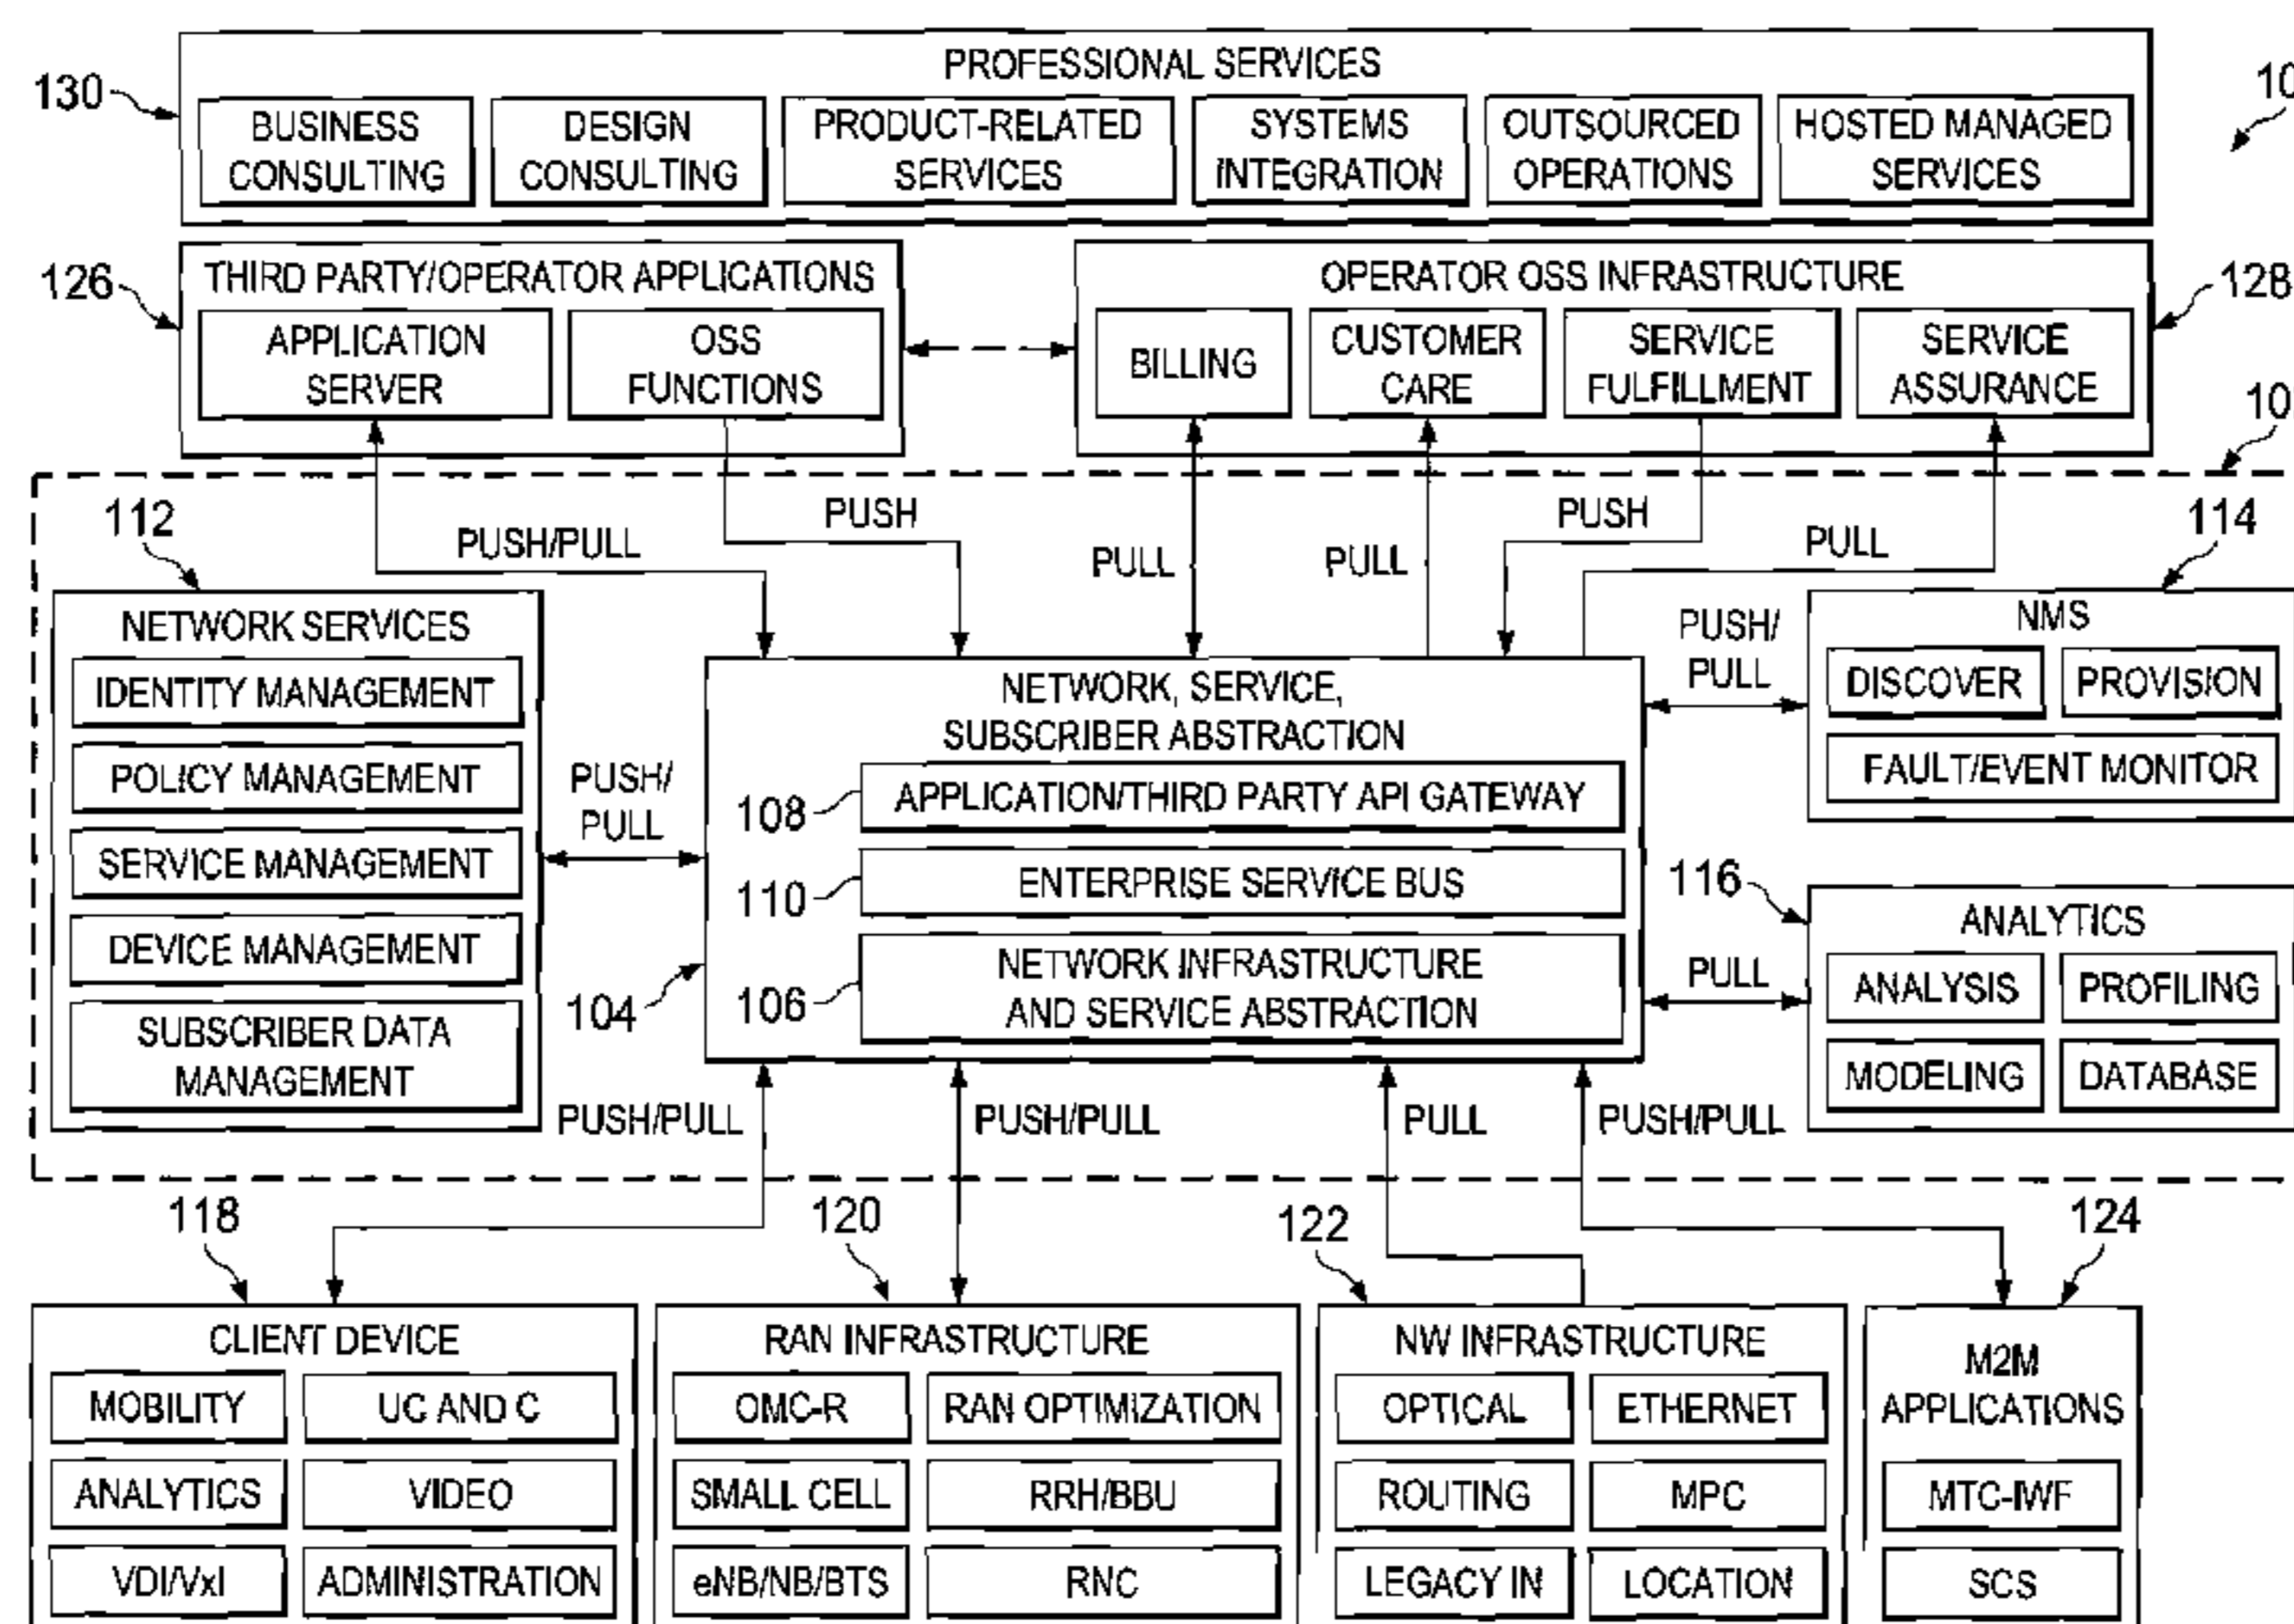 PROFESSIONAL SERVICES
130
10
BUSINESS
CONSULTING
DESIGN
CONSULTING
PRODUCT-RELATED
SERVICES
SYSTEMS
INTEGRATION
OUTSOURCED
OPERATIONS
HOSTED MANAGED
SERVICES
126
THIRD PARTY/OPERATOR APPLICATIONS
APPLICATION
SERVER
OSS
FUNCTIONS
OPERATOR OSS INFRASTRUCTURE
128
BILLING
CUSTOMER
CARE
SERVICE
FULFILLMENT
SERVICE
ASSURANCE
10
112
PUSH/PULL
PUSH
PULL
PULL
PUSH
PULL
114
NETWORK SERVICES
IDENTITY MANAGEMENT
POLICY MANAGEMENT
SERVICE MANAGEMENT
DEVICE MANAGEMENT
SUBSCRIBER DATA
MANAGEMENT
PUSH/
PULL
NETWORK, SERVICE,
SUBSCRIBER ABSTRACTION
108
APPLICATION/THIRD PARTY API GATEWAY
110
ENTERPRISE SERVICE BUS
104
106
NETWORK INFRASTRUCTURE
AND SERVICE ABSTRACTION
PUSH/
PULL
NMS
DISCOVER
PROVISION
FAULT/EVENT MONITOR
116
PULL
ANALYTICS
ANALYSIS
PROFILING
MODELING
DATABASE
PUSH/PULL
PUSH/PULL
PULL
PUSH/PULL
118
120
122
124
CLIENT DEVICE
MOBILITY
UC AND C
ANALYTICS
VIDEO
VDI/VxI
ADMINISTRATION
RAN INFRASTRUCTURE
OMC-R
RAN OPTIMIZATION
SMALL CELL
RRH/BBU
eNB/NB/BTS
RNC
NW INFRASTRUCTURE
OPTICAL
ETHERNET
ROUTING
MPC
LEGACY IN
LOCATION
M2M
APPLICATIONS
MTC-IWF
SCS